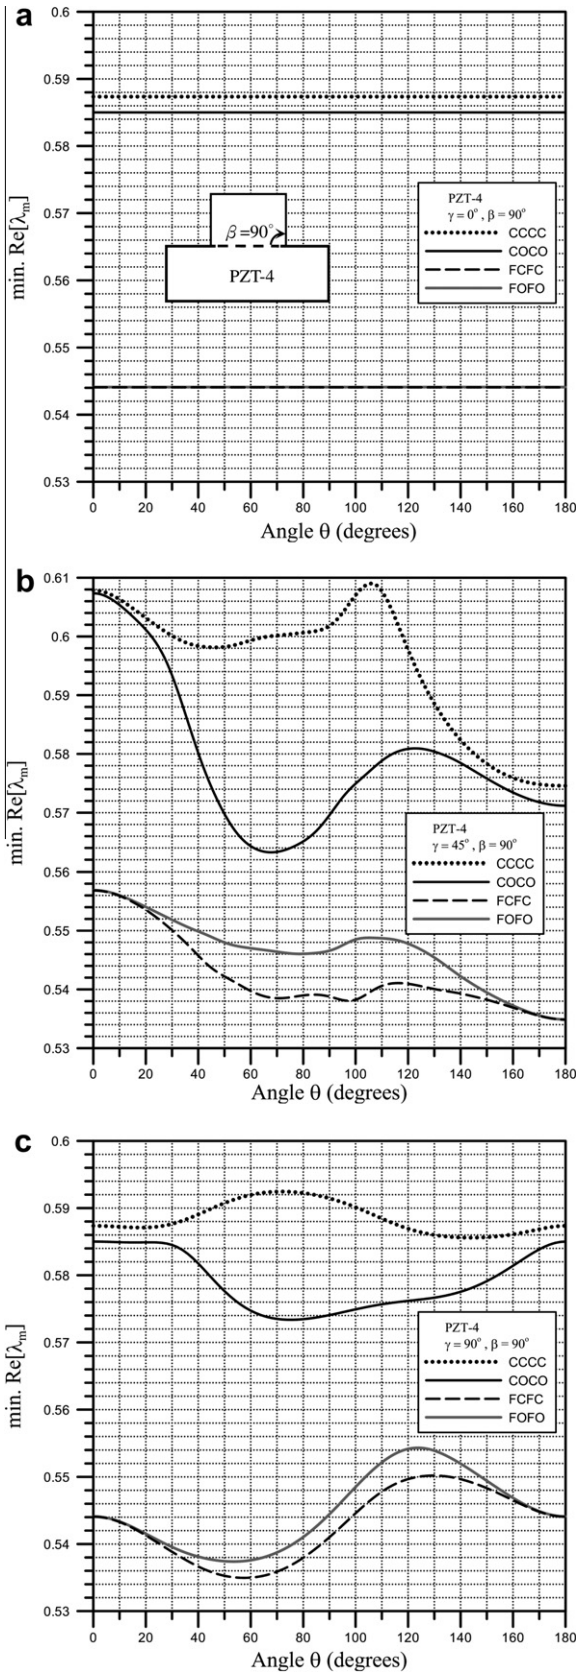 a
0.6
0.59
0.58
0.57
0.56
0.55
0.54
0.53
min. Re[λm]
β=90°
PZT-4
PZT-4
γ = 0° , β = 90°
CCCC
COCO
FCFC
FOFO
0 20 40 60 80 100 120 140 160 180
Angle θ (degrees)
b
0.61
0.6
0.59
0.58
0.57
0.56
0.55
0.54
0.53
min. Re[λm]
PZT-4
γ = 45° , β = 90°
CCCC
COCO
FCFC
FOFO
0 20 40 60 80 100 120 140 160 180
Angle θ (degrees)
c
0.6
0.59
0.58
0.57
0.56
0.55
0.54
0.53
min. Re[λm]
PZT-4
γ = 90° , β = 90°
CCCC
COCO
FCFC
FOFO
0 20 40 60 80 100 120 140 160 180
Angle θ (degrees)